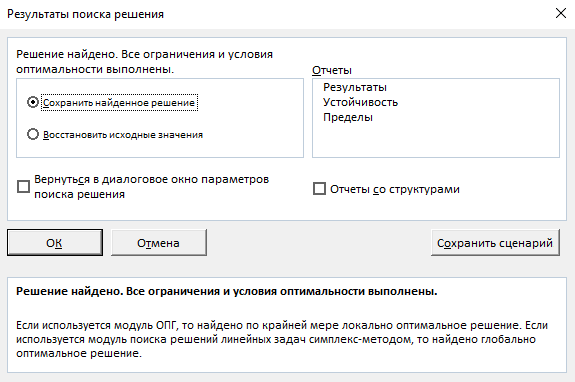 Результаты поиска решения
Решение найдено. Все ограничения и условия
оптимальности выполнены.
Отчеты
Сохранить найденное решение
Восстановить исходные значения
Результаты
Устойчивость
Пределы
Вернуться в диалоговое окно параметров
поиска решения
Отчеты со структурами
ОК
Отмена
Сохранить сценарий
Решение найдено. Все ограничения и условия оптимальности выполнены.
Если используется модуль ОПГ, то найдено по крайней мере локально оптимальное решение. Если
используется модуль поиска решений линейных задач симплекс-методом, то найдено глобально
оптимальное решение.